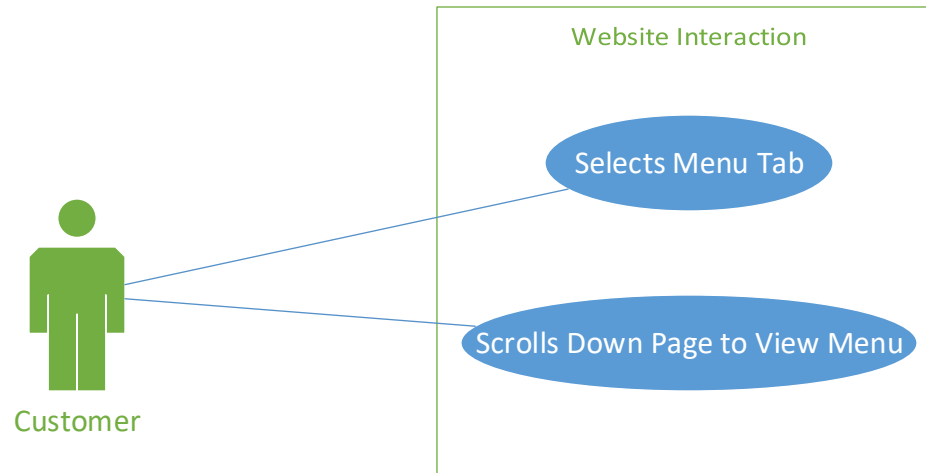 Website Interaction
Selects Menu Tab
Scrolls Down Page to View Menu
Customer